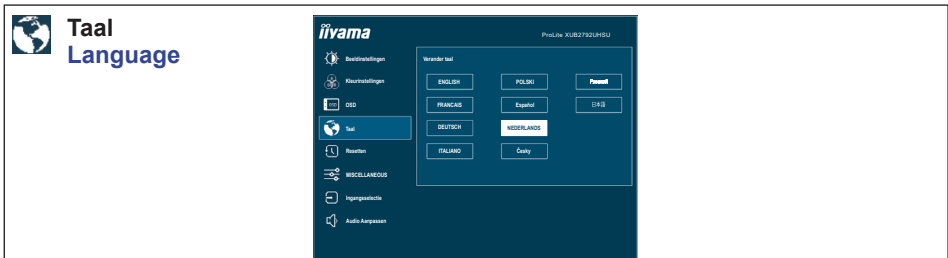 Taal
Language
iiyama
ProLite XUB2792UHSU
Beeldinstellingen
Kleurinstellingen
OSD
Taal
Resetten
MISCELLANEOUS
Ingangsselectie
Audio Aanpassen
Verander taal
ENGLISH POLSKI
FRANCAIS Español 日本語
DEUTSCH NEDERLANDS
ITALIANO Česky